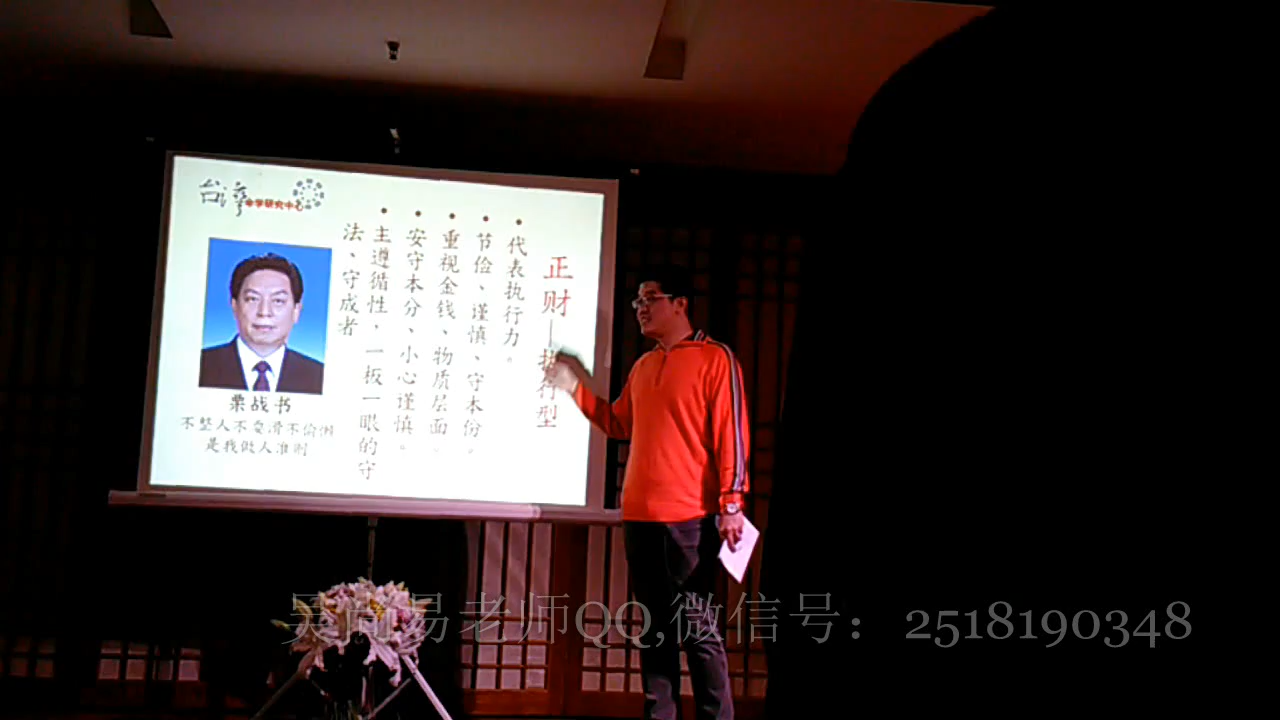 台湾
命学研究中心
正财—执行型
• 代表执行力。
• 节俭、谨慎、守本份。
• 重视金钱、物质层面。
• 安守本分、小心谨慎。
• 主遵循性，一板一眼的守
法、守成者
栗战书
不整人不耍滑不偷懒
是我做人准则
吴尚易老师QQ,微信号：2518190348